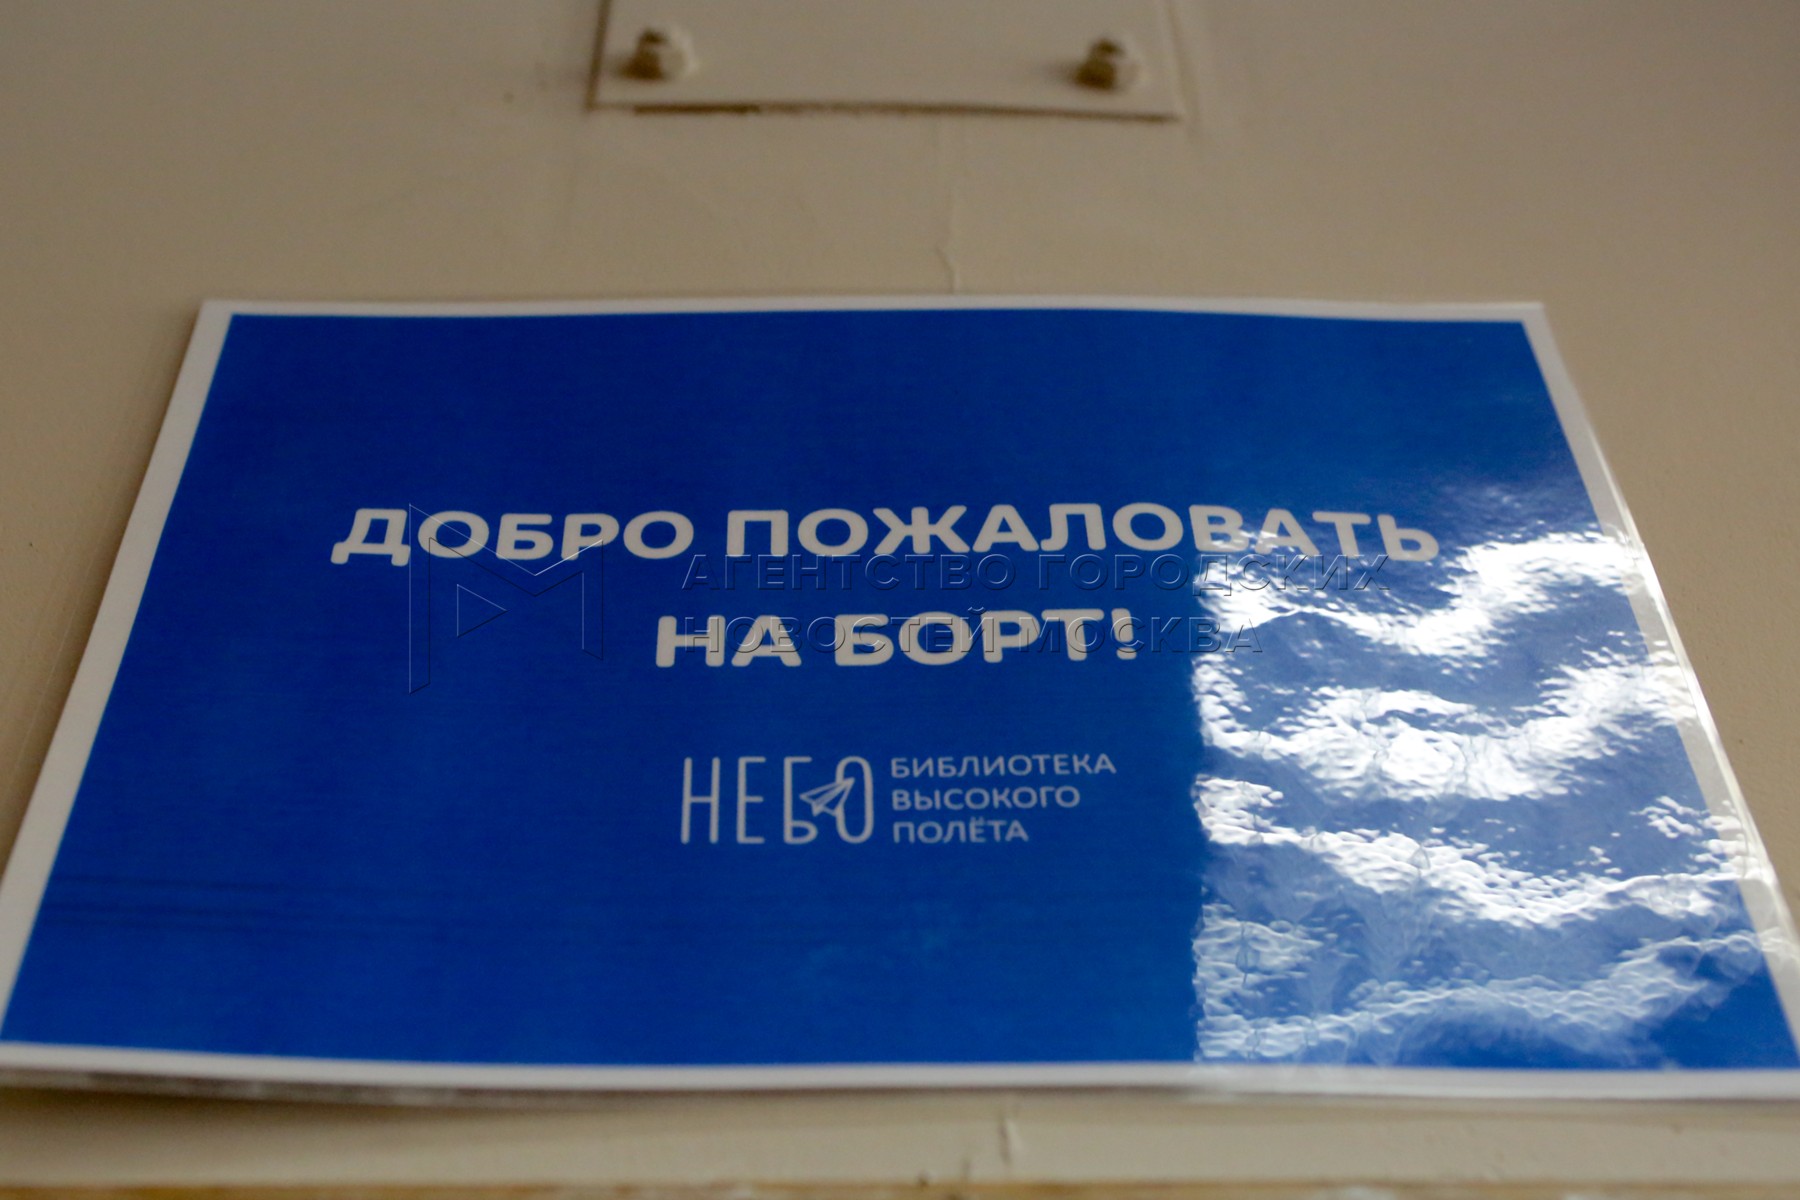 ДОБРО ПОЖАЛОВАТЬ
НА БОРТ!
АГЕНТСТВО ГОРОДСКИХ
НОВОСТЕЙ МОСКВА
НЕБО
БИБЛИОТЕКА
ВЫСОКОГО
ПОЛЁТА